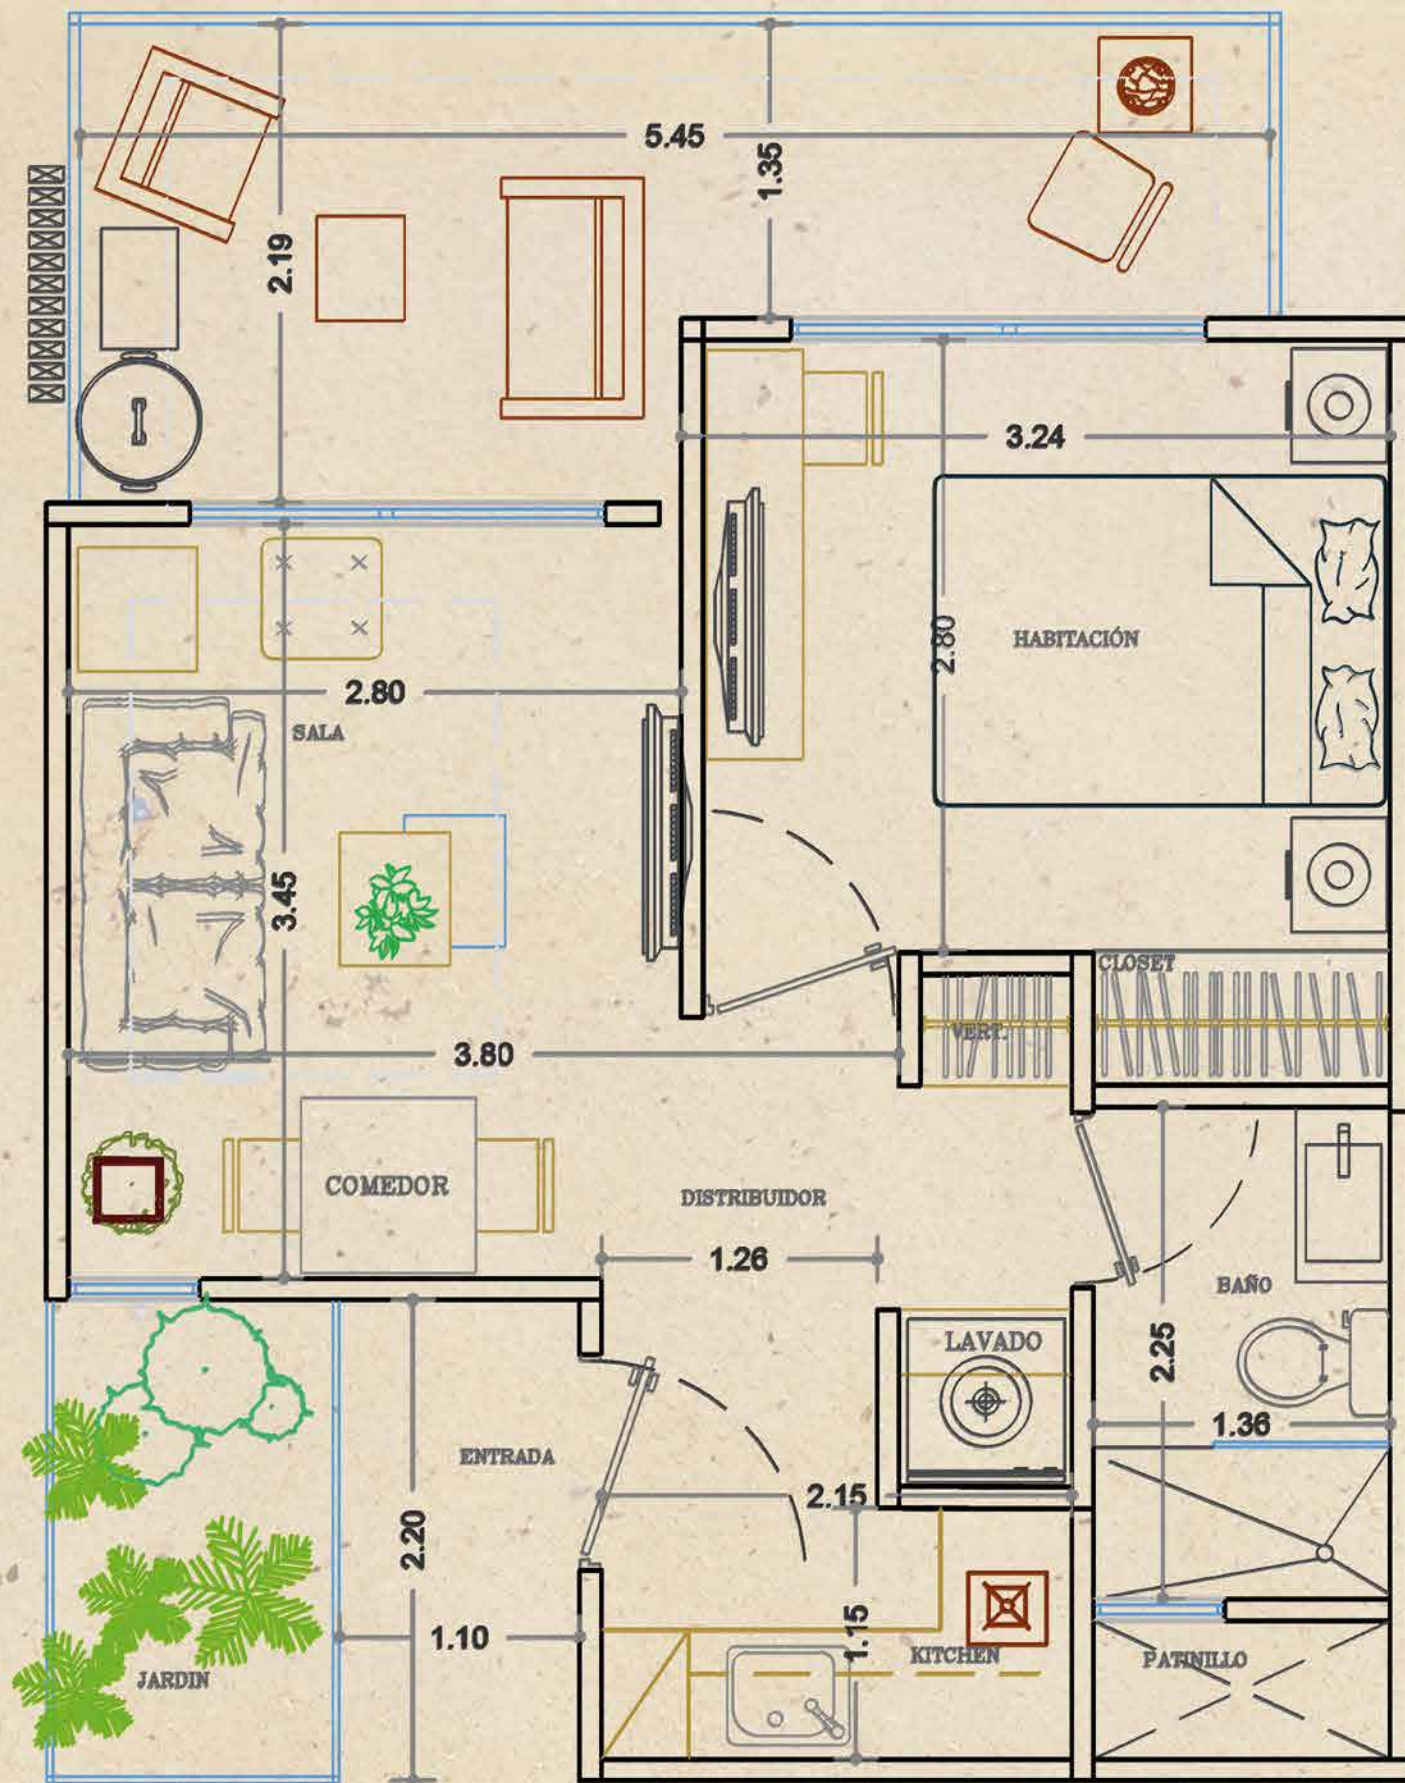 5.45
1.35
2.19
3.24
2.80
HABITACIÓN
2.80
SALA
3.45
CLOSET
VERT.
3.80
COMEDOR
DISTRIBUIDOR
1.26
BAÑO
LAVADO
2.25
1.36
ENTRADA
2.15
2.20
1.15
1.10
KITCHEN
PATINILLO
JARDIN